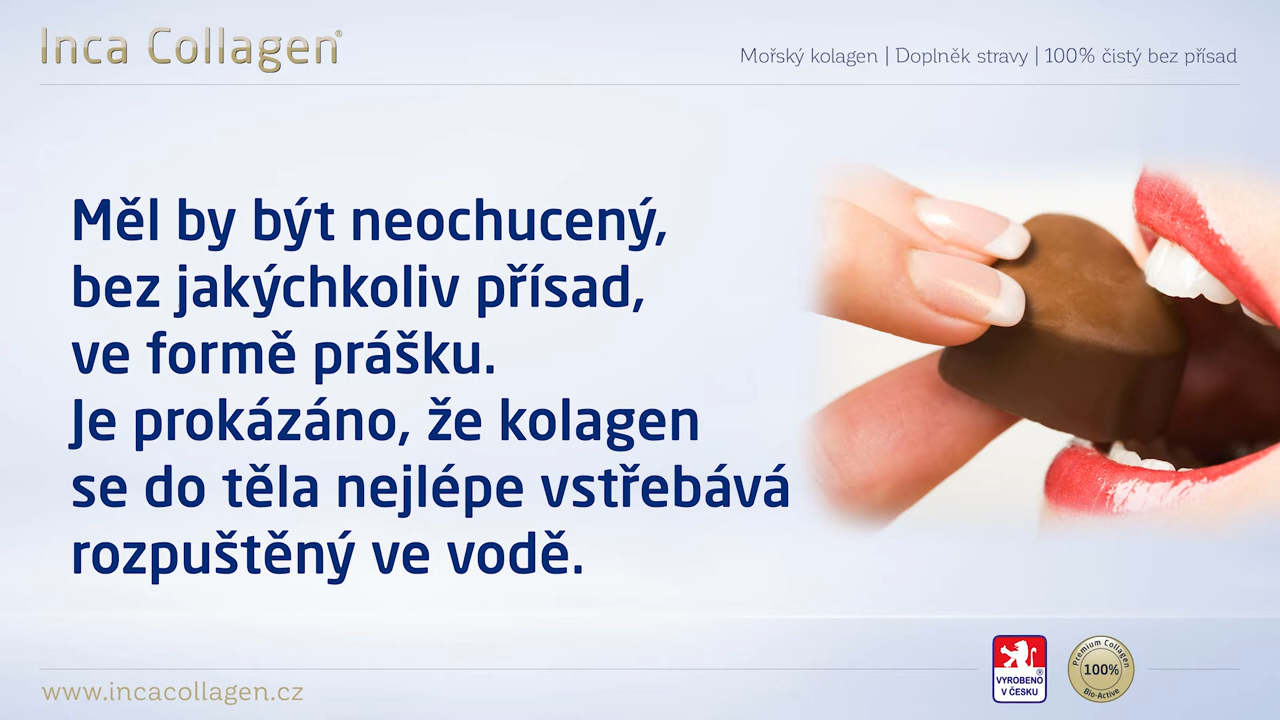 Inca Collagen®
Mořský kolagen | Doplněk stravy | 100% čistý bez přísad
Měl by být neochucený,
bez jakýchkoliv přísad,
ve formě prášku.
Je prokázáno, že kolagen
se do těla nejlépe vstřebává
rozpuštěný ve vodě.
www.incacollagen.cz
®
VYROBENO
V ČESKU
Premium Collagen
100%
Bio-Active